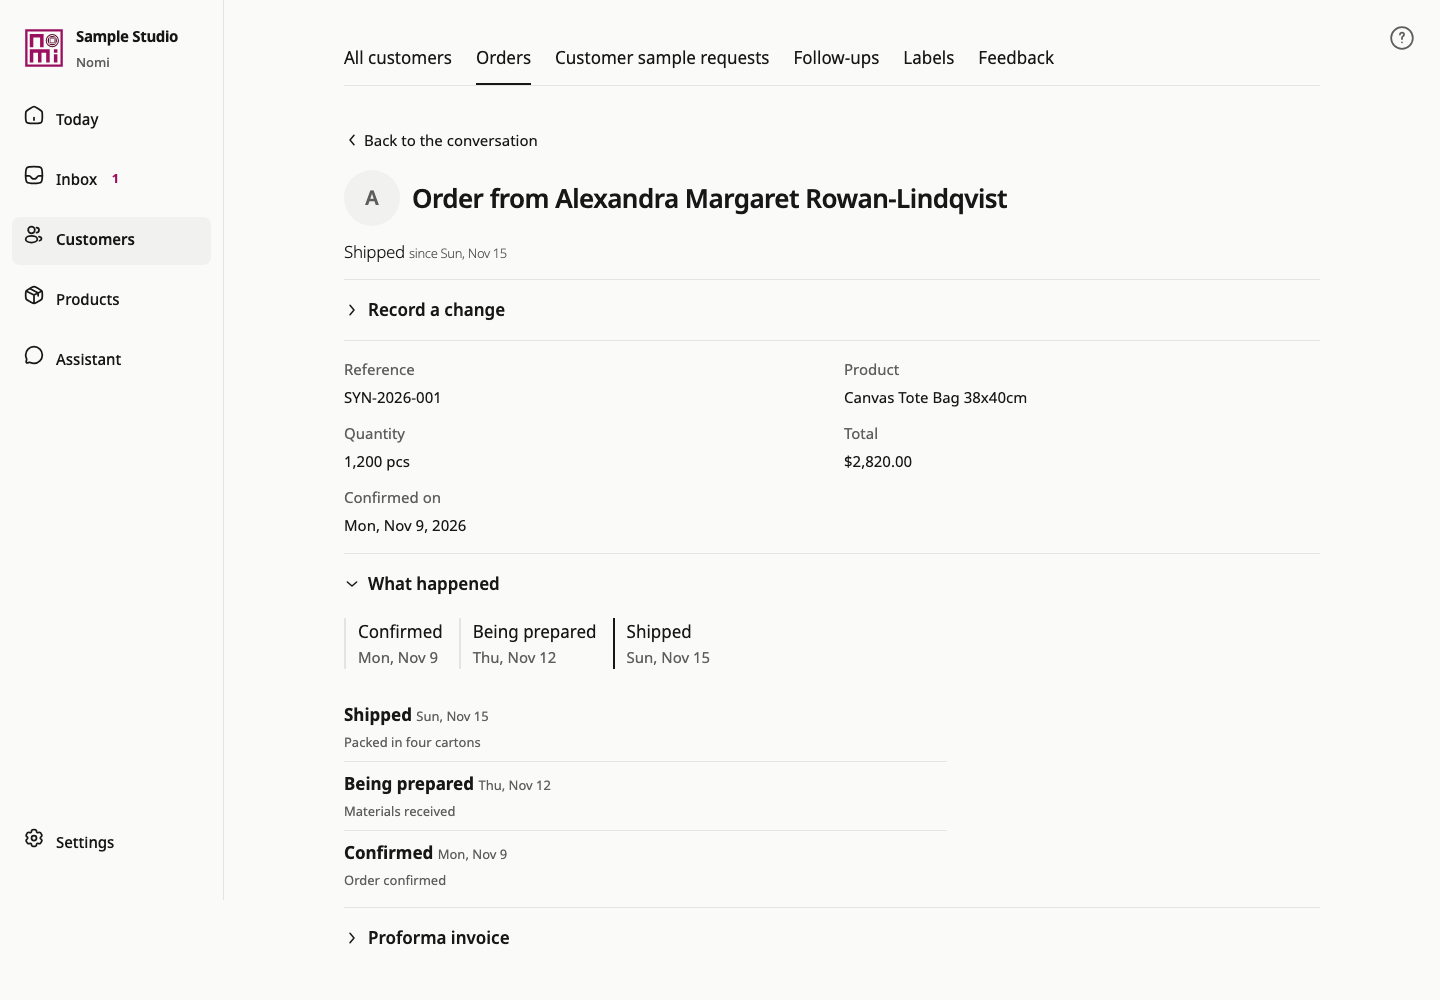 nomi
Sample Studio
Nomi
Today
Inbox 1
Customers
Products
Assistant
Settings
All customers Orders Customer sample requests Follow-ups Labels Feedback
Back to the conversation
A
Order from Alexandra Margaret Rowan-Lindqvist
Shipped since Sun, Nov 15
Record a change
Reference
SYN-2026-001
Product
Canvas Tote Bag 38x40cm
Quantity
1,200 pcs
Total
$2,820.00
Confirmed on
Mon, Nov 9, 2026
What happened
Confirmed
Mon, Nov 9
Being prepared
Thu, Nov 12
Shipped
Sun, Nov 15
Shipped Sun, Nov 15
Packed in four cartons
Being prepared Thu, Nov 12
Materials received
Confirmed Mon, Nov 9
Order confirmed
Proforma invoice
?